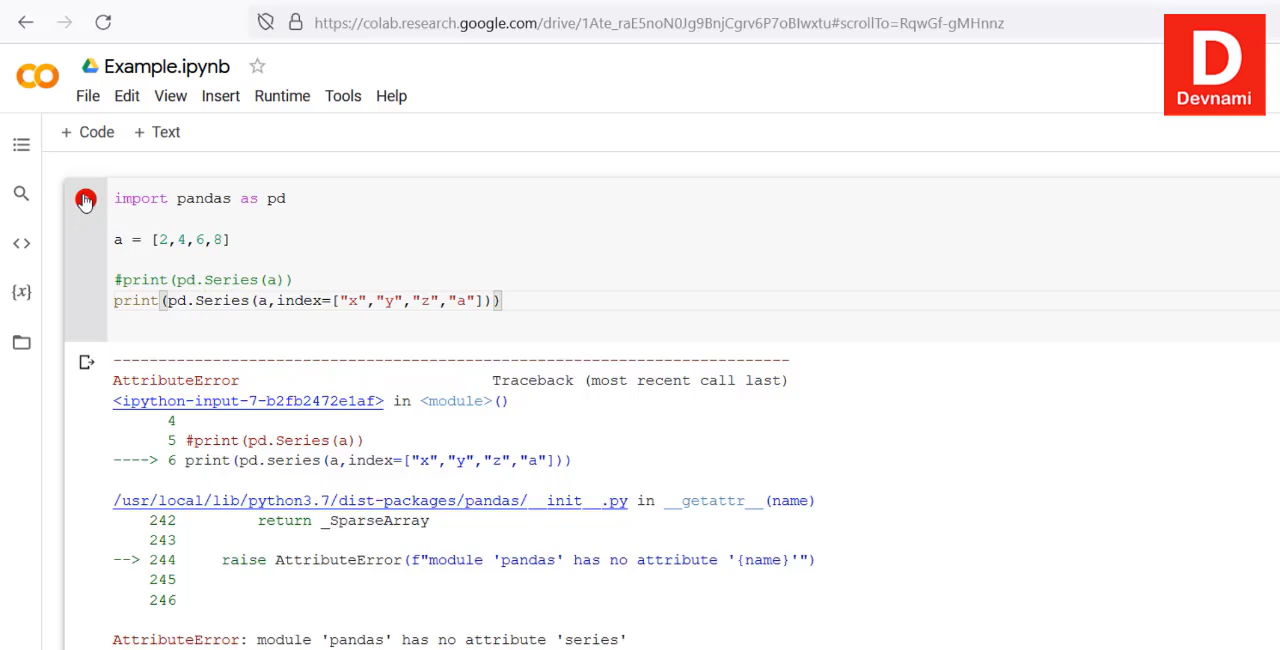 https://colab.research.google.com/drive/1Ate_raE5noN0Jg9BnjCgrv6P7oBIwxtu#scrollTo=RqwGf-gMHnnz
D
Devnami
CO
Example.ipynb
File Edit View Insert Runtime Tools Help
+ Code + Text
import pandas as pd
a = [2,4,6,8]
#print(pd.Series(a))
print(pd.Series(a,index=["x","y","z","a"]))
{x}
---------------------------------------------------------------------------
AttributeError Traceback (most recent call last)
<ipython-input-7-b2fb2472e1af> in <module>()
4
5 #print(pd.Series(a))
----> 6 print(pd.series(a,index=["x","y","z","a"]))
/usr/local/lib/python3.7/dist-packages/pandas/__init__.py in __getattr__(name)
242 return _SparseArray
243
--> 244 raise AttributeError(f"module 'pandas' has no attribute '{name}'")
245
246
AttributeError: module 'pandas' has no attribute 'series'